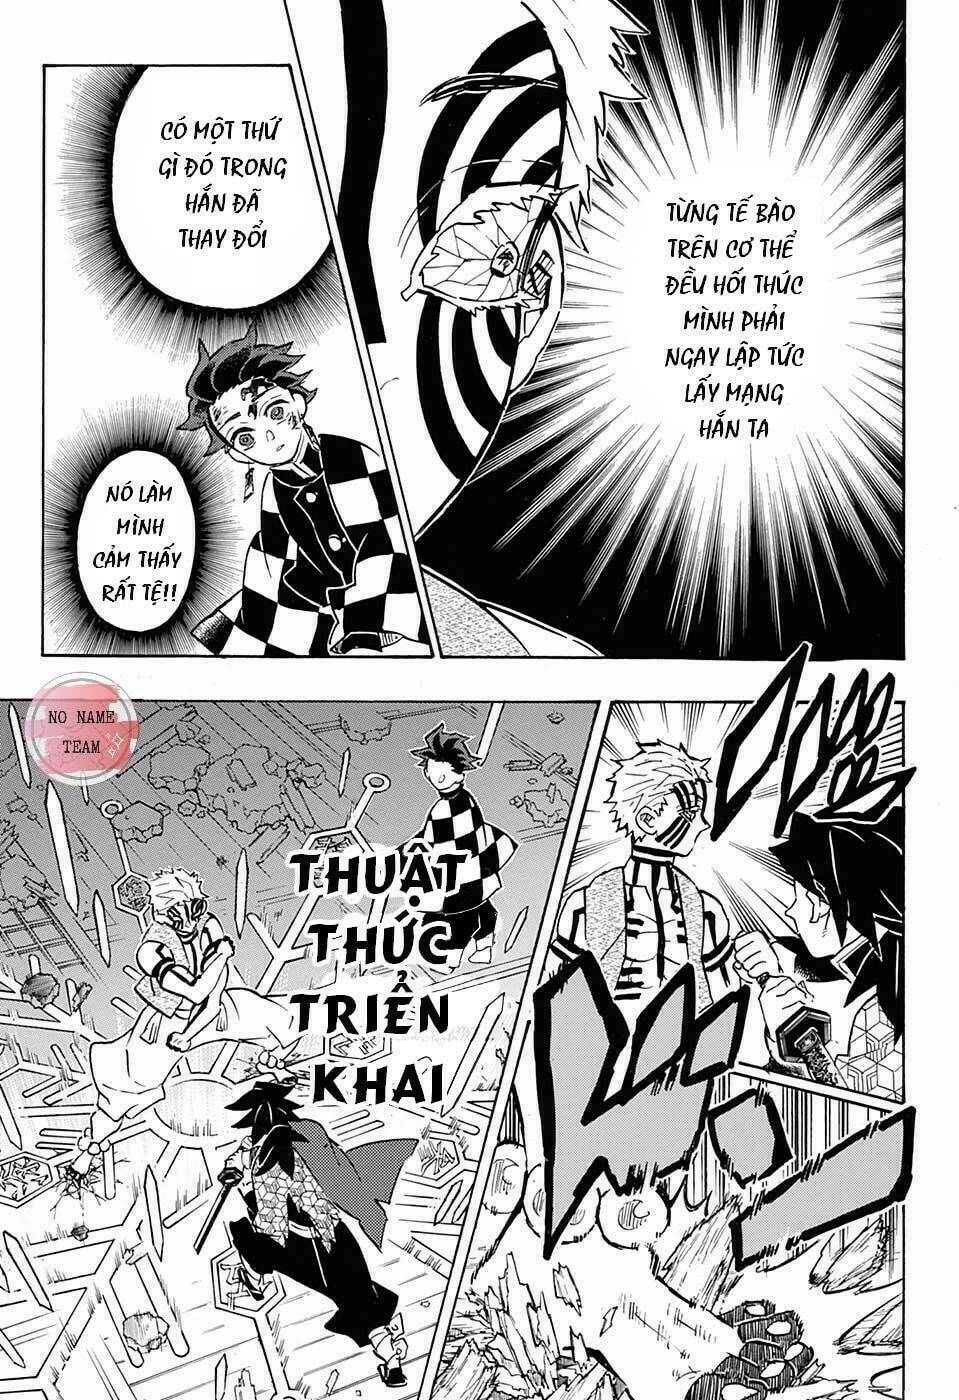 TỪNG TẾ BÀO
TRÊN CƠ THỂ
ĐỀU HỐI THÚC
MÌNH PHẢI
NGAY LẬP TỨC
LẤY MẠNG
HẮN TA
CÓ MỘT THỨ
GÌ ĐÓ TRONG
HẮN ĐÃ
THAY ĐỔI
NÓ LÀM
MÌNH
CẢM THẤY
RẤT TỆ!!
ドン
THUẬT
THỨC
TRIỂN
KHAI
NO NAME
TEAM